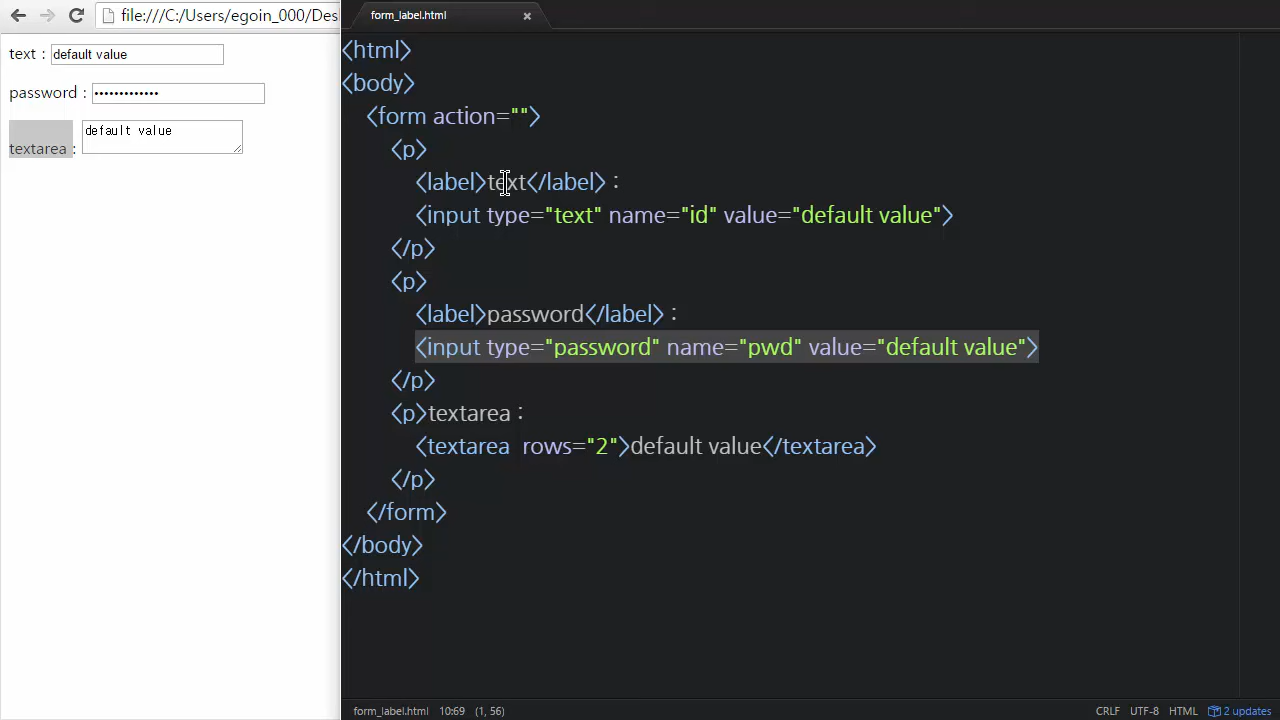 file:///C:/Users/egoin_000/Des
text : default value
password : •••••••••••••
textarea : default value
form_label.html ×
<html>
<body>
<form action="">
<p>
<label>text</label> :
<input type="text" name="id" value="default value">
</p>
<p>
<label>password</label> :
<input type="password" name="pwd" value="default value">
</p>
<p>textarea :
<textarea rows="2">default value</textarea>
</p>
</form>
</body>
</html>
form_label.html 10:69 (1, 56) CRLF UTF-8 HTML 2 updates